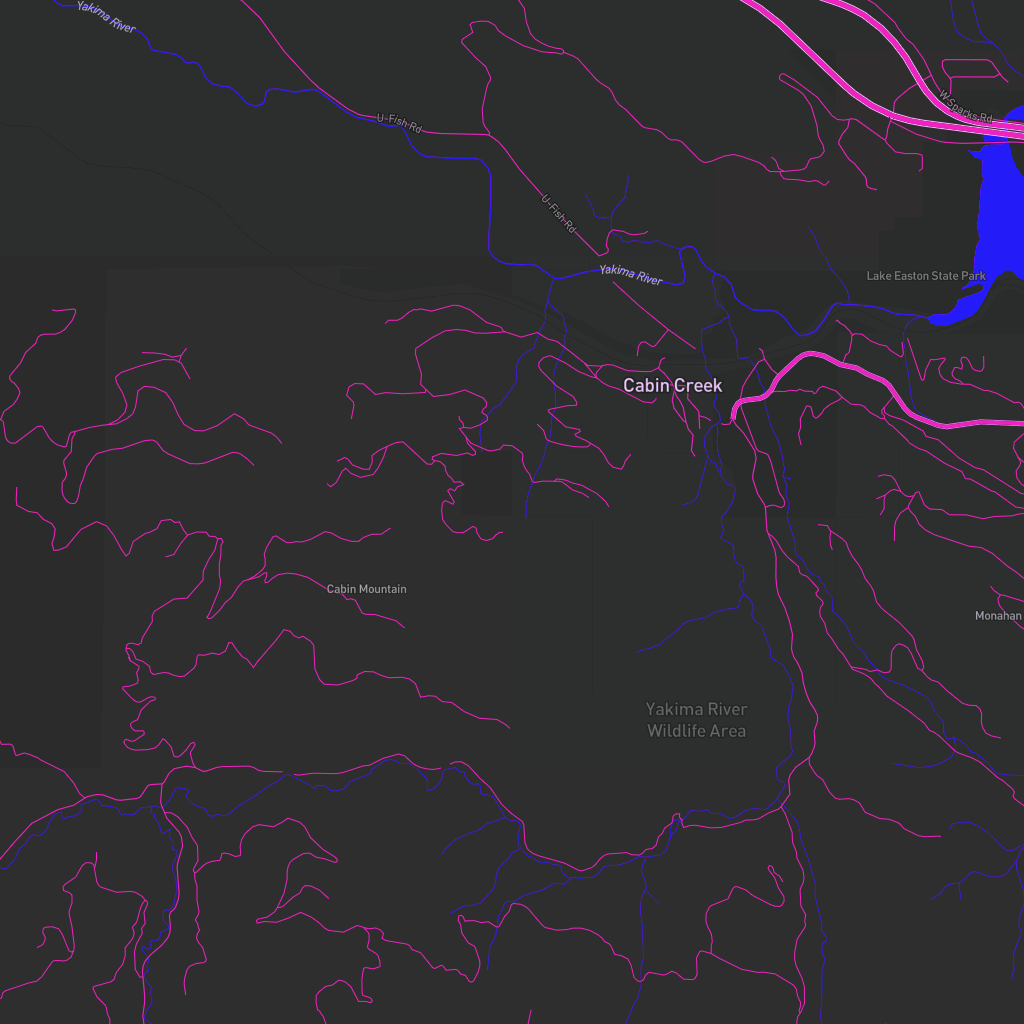 Yakima River
W Sparks Rd
U-Fish Rd
U-Fish Rd
Yakima River
Lake Easton State Park
Cabin Creek
Cabin Mountain
Monahan
Yakima River
Wildlife Area